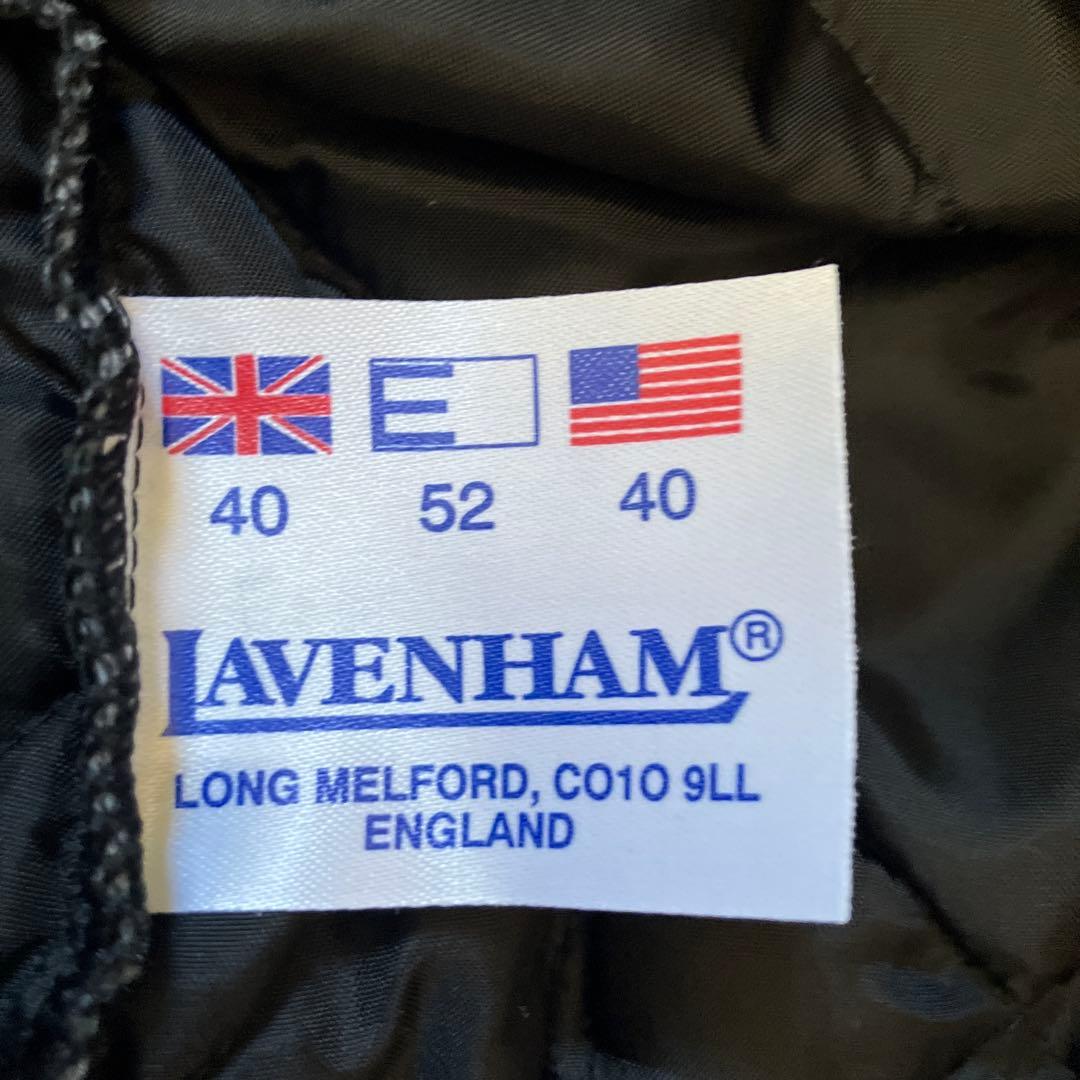 E
40 52 40
LAVENHAM®
LONG MELFORD, CO10 9LL
ENGLAND